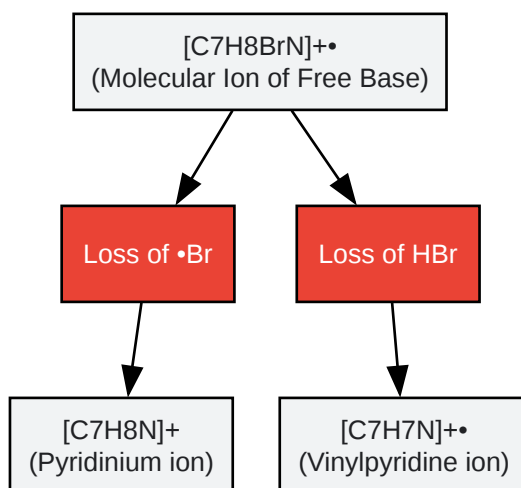 [C7H8BrN]+•
(Molecular Ion of Free Base)
Loss of •Br
Loss of HBr
[C7H8N]+
(Pyridinium ion)
[C7H7N]+•
(Vinylpyridine ion)